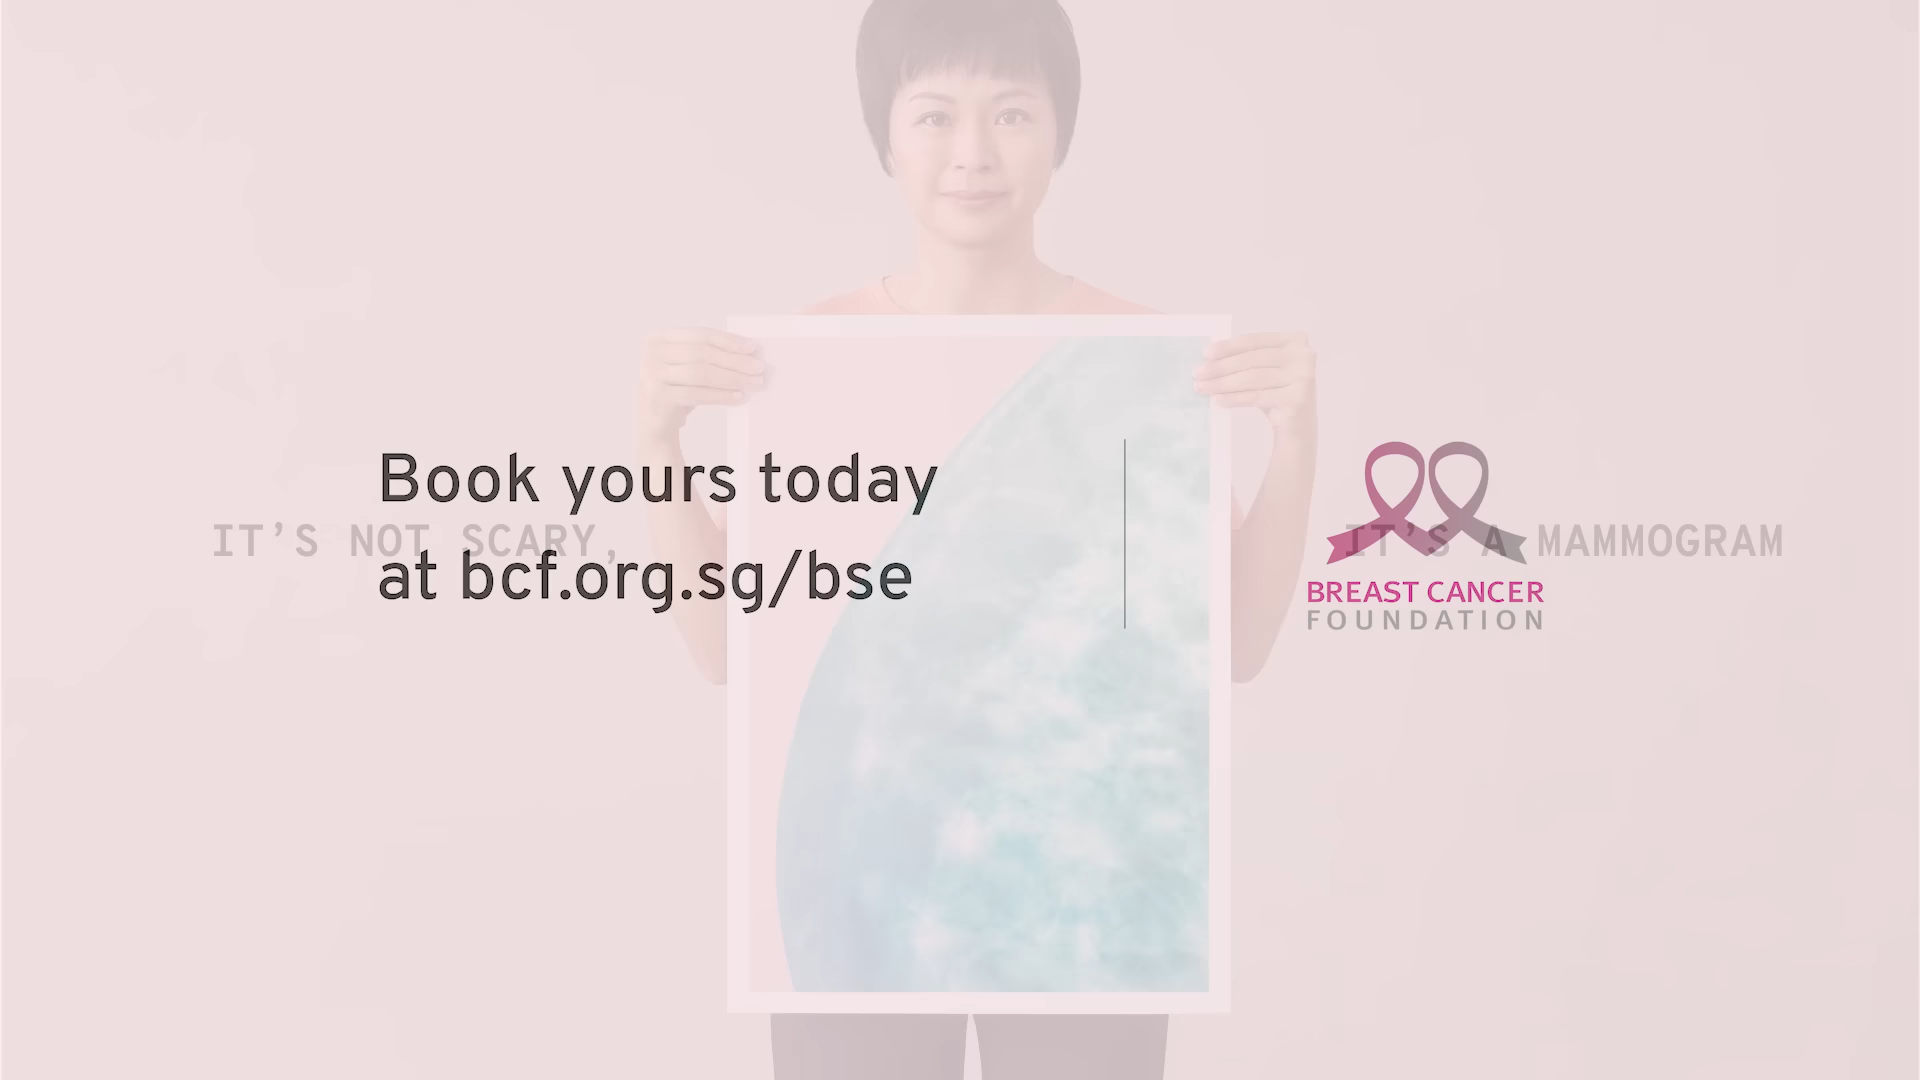 Book yours today
at bcf.org.sg/bse
IT'S NOT SCARY,
IT'S A MAMMOGRAM
BREAST CANCER
FOUNDATION